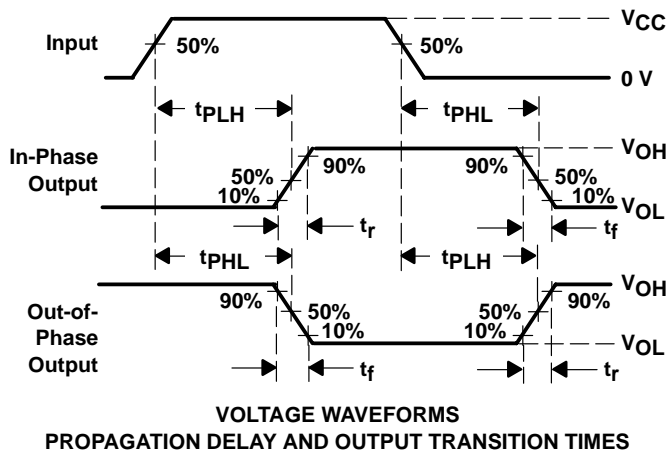 VCC
Input
50%
50%
0 V
tPLH
tPHL
In-Phase
Output
VOH
90%
90%
50%
50%
10%
10%
VOL
tr
tf
tPHL
tPLH
Out-of-
Phase
Output
VOH
90%
90%
50%
50%
10%
10%
VOL
tf
tr
VOLTAGE WAVEFORMS
PROPAGATION DELAY AND OUTPUT TRANSITION TIMES